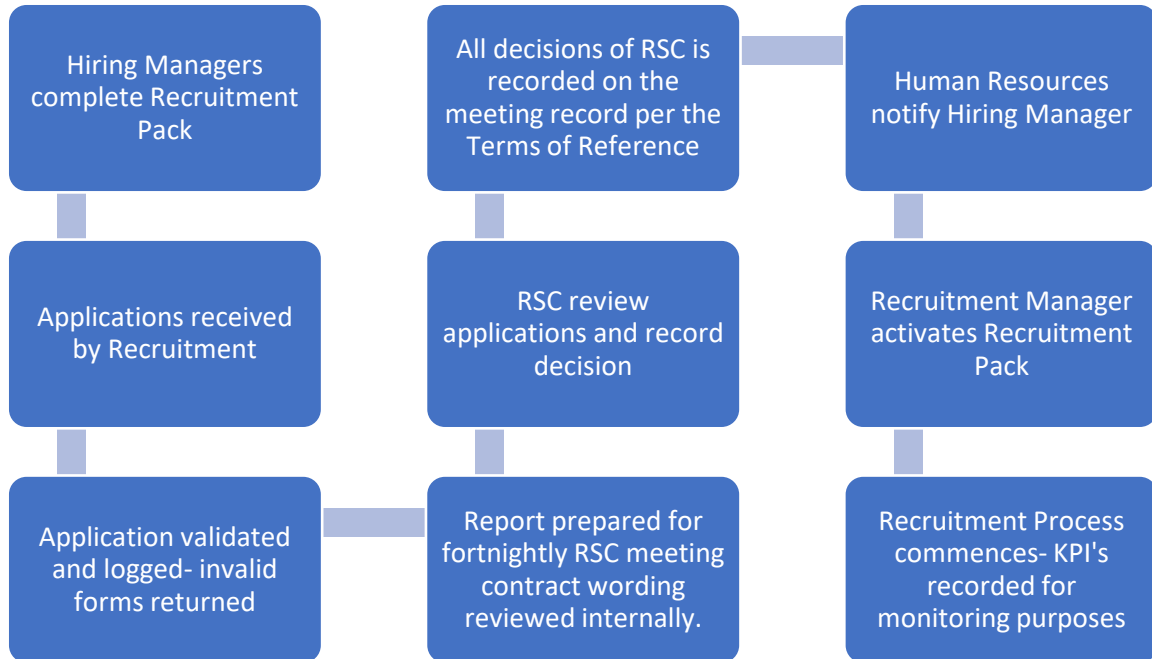 Hiring Managers
complete Recruitment
Pack
Applications received
by Recruitment
Application validated
and logged- invalid
forms returned
Report prepared for
fortnightly RSC meeting
contract wording
reviewed internally.
RSC review
applications and record
decision
All decisions of RSC is
recorded on the
meeting record per the
Terms of Reference
Human Resources
notify Hiring Manager
Recruitment Manager
activates Recruitment
Pack
Recruitment Process
commences- KPI's
recorded for
monitoring purposes